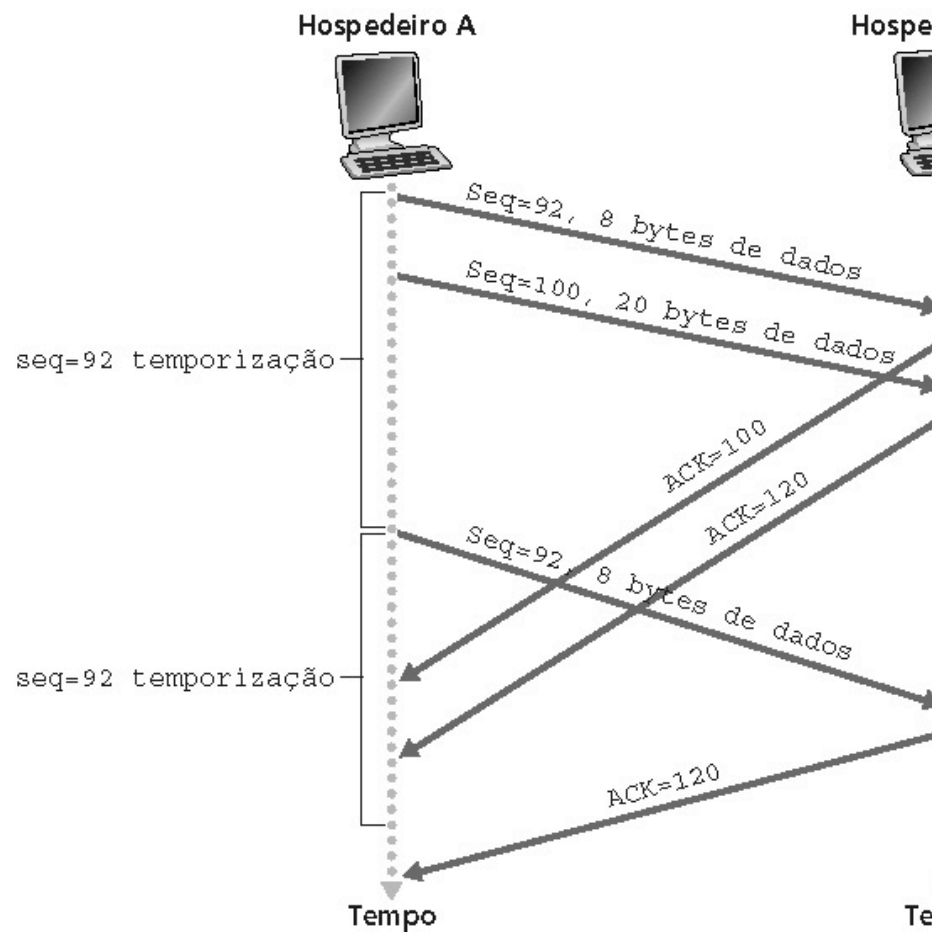 Hospedeiro A
Hospe
Seq=92, 8 bytes de dados
Seq=100, 20 bytes de dados
seq=92 temporização
ACK=100
ACK=120
Seq=92, 8 bytes de dados
seq=92 temporização
ACK=120
Tempo
Te